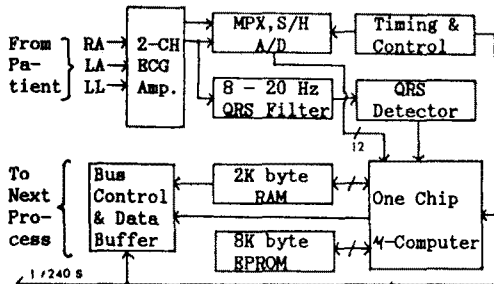 From
Pa-
tient
RA
LA
LL
2-CH
ECG
Amp.
MPX,S/H
A/D
Timing &
Control
8 - 20 Hz
QRS Filter
QRS
Detector
12
To
Next
Pro-
cess
Bus
Control
& Data
Buffer
2K byte
RAM
8K byte
EPROM
One Chip
μ-Computer
1/240 S